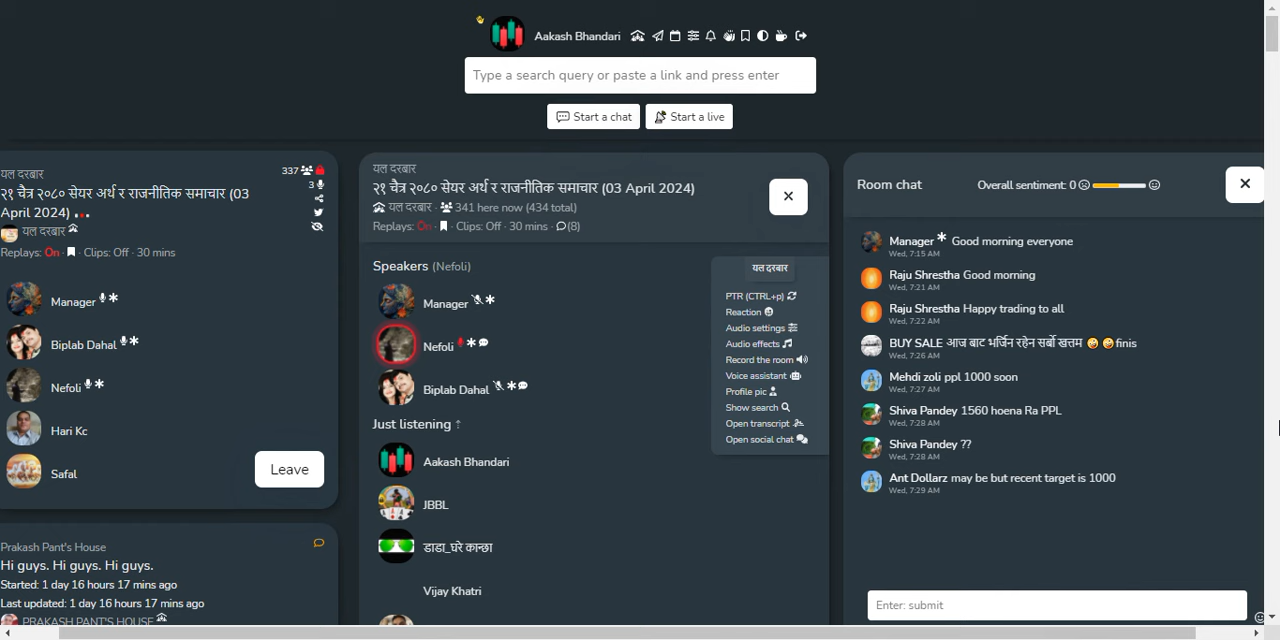 Aakash Bhandari
Type a search query or paste a link and press enter
Start a chat
Start a live
यल दरबार
337
२१ चैत्र २०८० सेयर अर्थ र राजनीतिक समाचार (03
3
April 2024)
यल दरबार
Replays: On · Clips: Off · 30 mins
Manager
Biplab Dahal
Nefoli
Hari Kc
Safal
Leave
Prakash Pant's House
Hi guys. Hi guys. Hi guys.
Started: 1 day 16 hours 17 mins ago
Last updated: 1 day 16 hours 17 mins ago
PRAKASH PANT'S HOUSE
यल दरबार
२१ चैत्र २०८० सेयर अर्थ र राजनीतिक समाचार (03 April 2024)
यल दरबार · 341 here now (434 total)
Replays: On · Clips: Off · 30 mins · (8)
Speakers (Nefoli)
Manager
Nefoli
Biplab Dahal
Just listening ↑
Aakash Bhandari
JBBL
डाडा_घरे कान्छा
Vijay Khatri
यल दरबार
PTR (CTRL+p)
Reaction
Audio settings
Audio effects
Record the room
Voice assistant
Profile pic
Show search
Open transcript
Open social chat
Room chat
Overall sentiment: 0
Manager * Good morning everyone
Wed, 7:15 AM
Raju Shrestha Good morning
Wed, 7:21 AM
Raju Shrestha Happy trading to all
Wed, 7:22 AM
BUY SALE आज बाट भर्जिन रहेन सर्बो खत्तम 🤪 🤪finis
Wed, 7:26 AM
Mehdi zoli ppl 1000 soon
Wed, 7:27 AM
Shiva Pandey 1560 hoena Ra PPL
Wed, 7:28 AM
Shiva Pandey ??
Wed, 7:28 AM
Ant Dollarz may be but recent target is 1000
Wed, 7:29 AM
Enter: submit